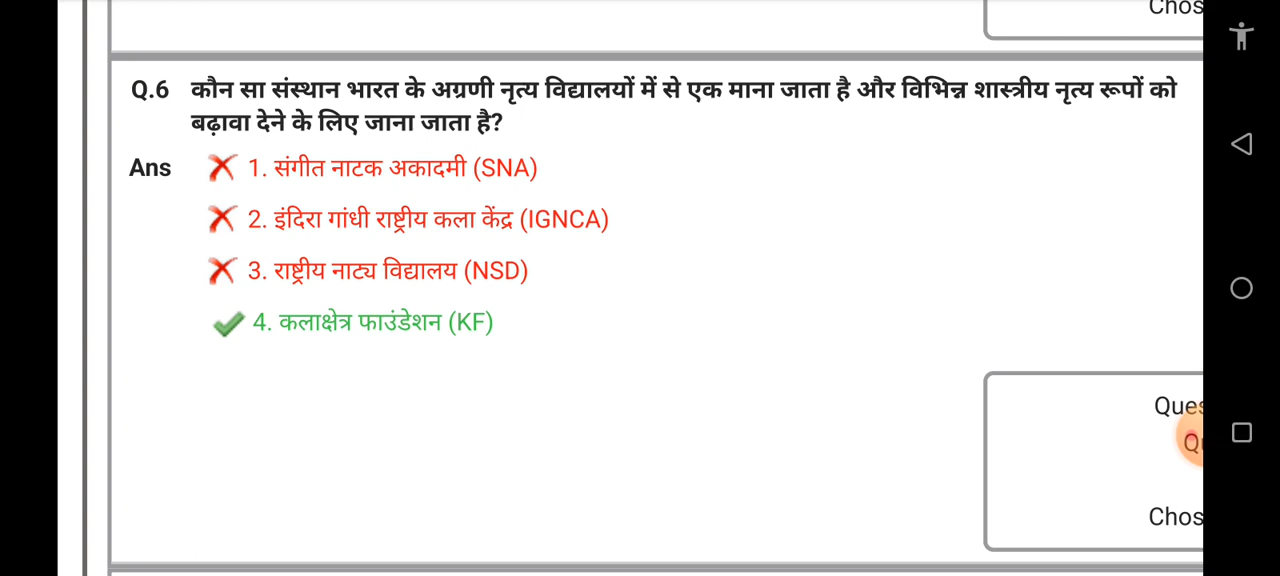 Chos
Q.6 कौन सा संस्थान भारत के अग्रणी नृत्य विद्यालयों में से एक माना जाता है और विभिन्न शास्त्रीय नृत्य रूपों को
बढ़ावा देने के लिए जाना जाता है?
Ans 1. संगीत नाटक अकादमी (SNA)
2. इंदिरा गांधी राष्ट्रीय कला केंद्र (IGNCA)
3. राष्ट्रीय नाट्य विद्यालय (NSD)
4. कलाक्षेत्र फाउंडेशन (KF)
Ques
Q
Chos